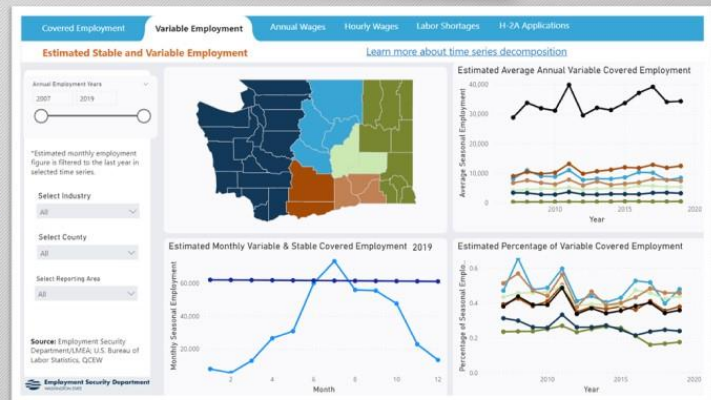 Covered Employment
Variable Employment
Annual Wages
Hourly Wages
Labor Shortages
H-2A Applications
Estimated Stable and Variable Employment
Learn more about time series decomposition
Annual Employment Years
2007
2019
*Estimated monthly employment
figure is filtered to the last year in
selected time series.
Select Industry
All
Select County
All
Select Reporting Area
All
Source: Employment Security
Department/LMEA; U.S. Bureau of
Labor Statistics, QCEW
Employment Security Department
WASHINGTON STATE
Estimated Average Annual Variable Covered Employment
Average Seasonal Employment
40,000
30,000
20,000
10,000
0
2010
2015
2020
Year
Estimated Monthly Variable & Stable Covered Employment 2019
Monthly Seasonal Employment
60,000
40,000
20,000
2
4
6
8
10
12
Month
Estimated Percentage of Variable Covered Employment
Percentage of Seasonal Emplo...
0.6
0.4
0.2
0.0
2010
2015
2020
Year